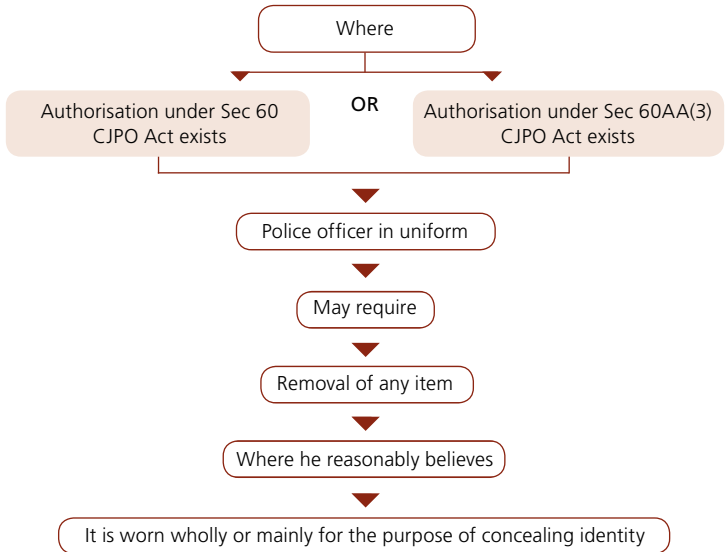 Where
Authorisation under Sec 60
CJPO Act exists
OR
Authorisation under Sec 60AA(3)
CJPO Act exists
Police officer in uniform
May require
Removal of any item
Where he reasonably believes
It is worn wholly or mainly for the purpose of concealing identity